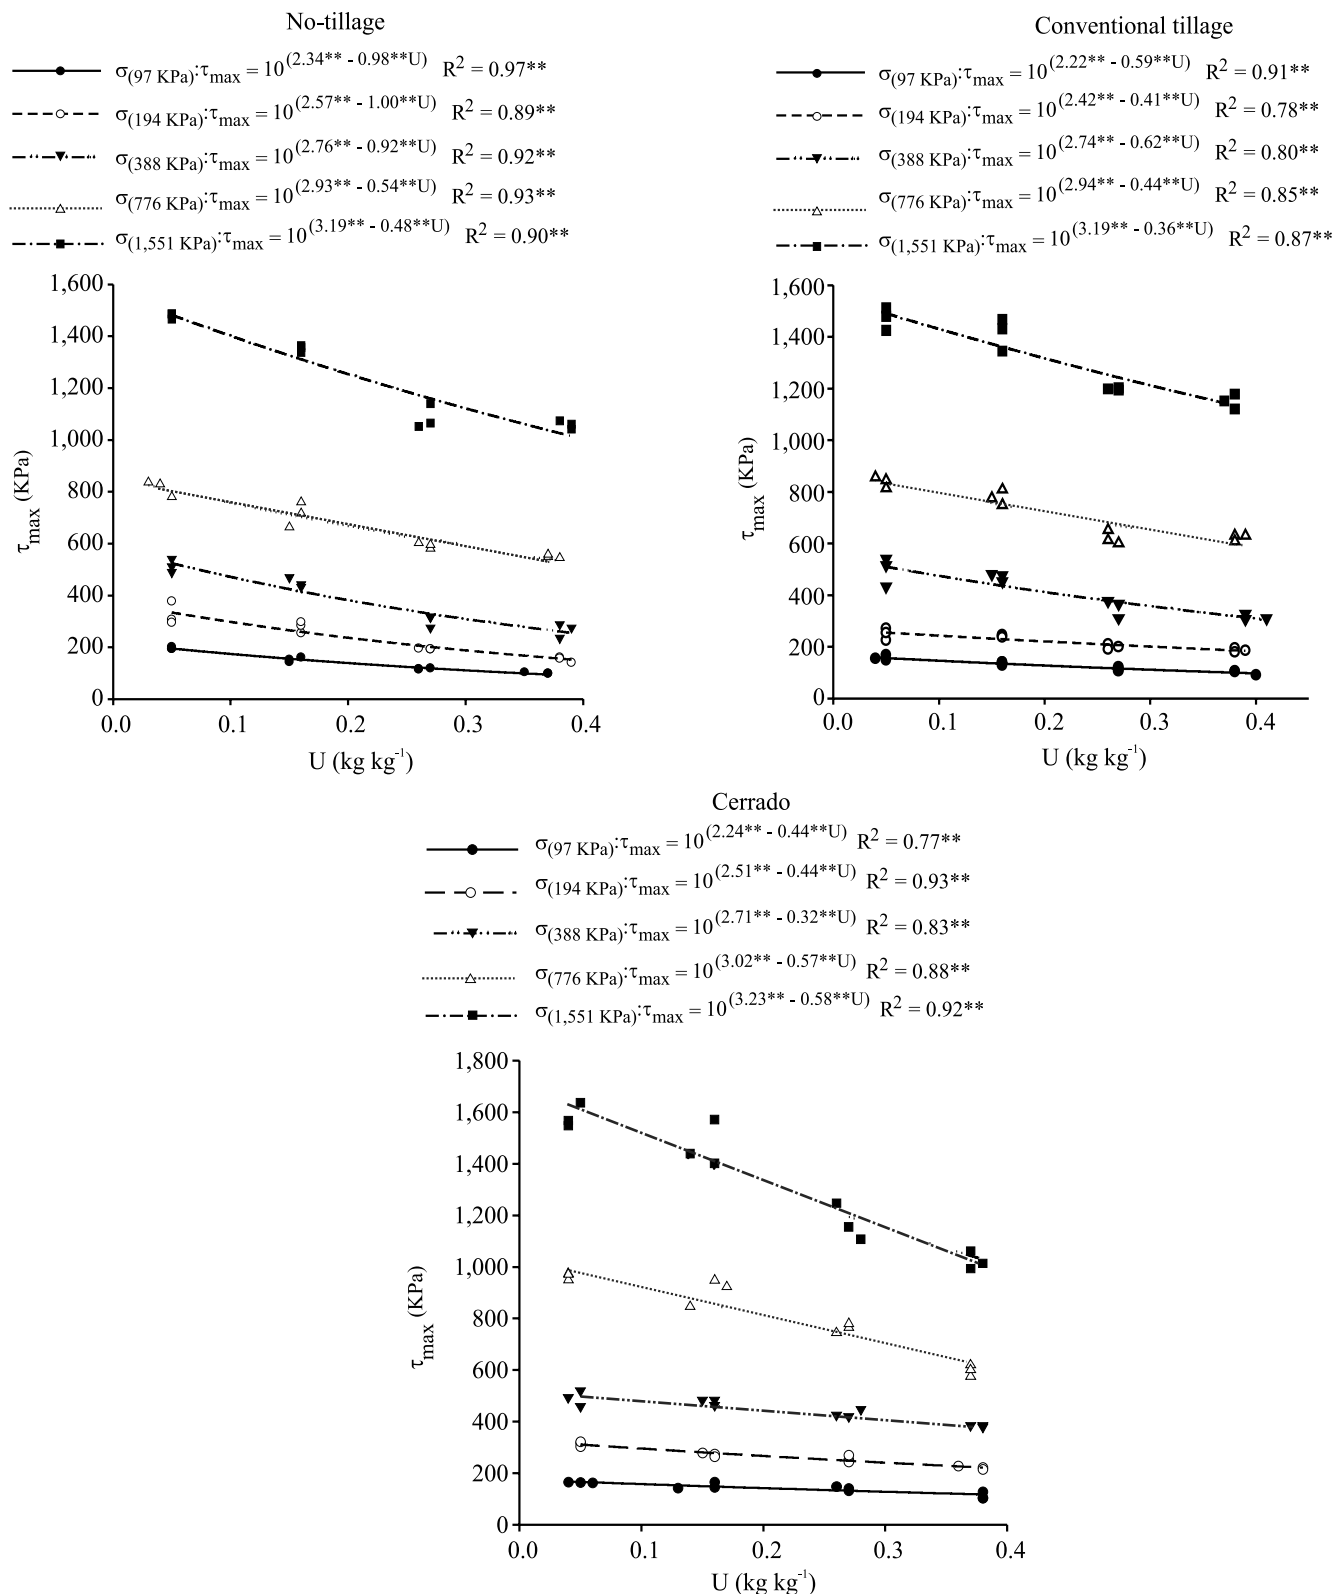 No-tillage
σ(97 KPa):τmax = 10^(2.34** - 0.98**U) R² = 0.97**
σ(194 KPa):τmax = 10^(2.57** - 1.00**U) R² = 0.89**
σ(388 KPa):τmax = 10^(2.76** - 0.92**U) R² = 0.92**
σ(776 KPa):τmax = 10^(2.93** - 0.54**U) R² = 0.93**
σ(1,551 KPa):τmax = 10^(3.19** - 0.48**U) R² = 0.90**
1,600
1,400
1,200
1,000
800
600
400
200
0
τmax (KPa)
0.0 0.1 0.2 0.3 0.4
U (kg kg⁻¹)
Conventional tillage
σ(97 KPa):τmax = 10^(2.22** - 0.59**U) R² = 0.91**
σ(194 KPa):τmax = 10^(2.42** - 0.41**U) R² = 0.78**
σ(388 KPa):τmax = 10^(2.74** - 0.62**U) R² = 0.80**
σ(776 KPa):τmax = 10^(2.94** - 0.44**U) R² = 0.85**
σ(1,551 KPa):τmax = 10^(3.19** - 0.36**U) R² = 0.87**
1,600
1,400
1,200
1,000
800
600
400
200
0
τmax (KPa)
0.0 0.1 0.2 0.3 0.4
U (kg kg⁻¹)
Cerrado
σ(97 KPa):τmax = 10^(2.24** - 0.44**U) R² = 0.77**
σ(194 KPa):τmax = 10^(2.51** - 0.44**U) R² = 0.93**
σ(388 KPa):τmax = 10^(2.71** - 0.32**U) R² = 0.83**
σ(776 KPa):τmax = 10^(3.02** - 0.57**U) R² = 0.88**
σ(1,551 KPa):τmax = 10^(3.23** - 0.58**U) R² = 0.92**
1,800
1,600
1,400
1,200
1,000
800
600
400
200
0
τmax (KPa)
0.0 0.1 0.2 0.3 0.4
U (kg kg⁻¹)